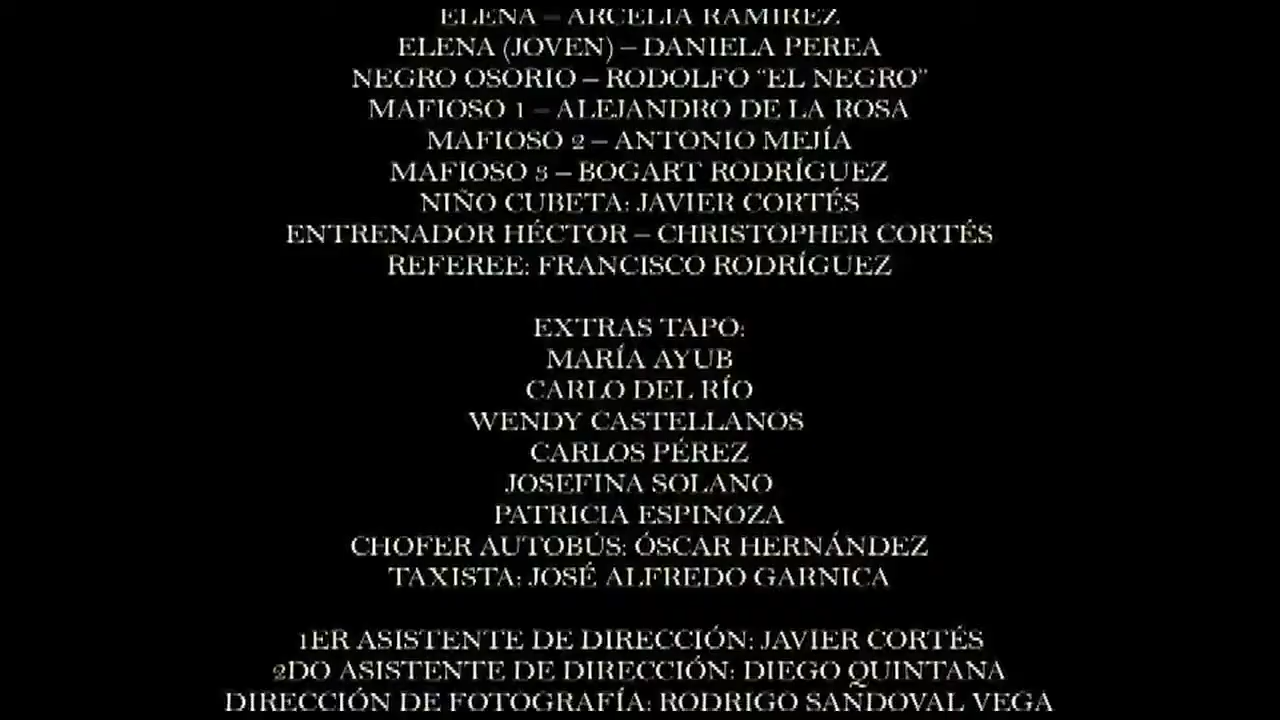 ELENA – ARCELIA RAMÍREZ
ELENA (JOVEN) – DANIELA PEREA
NEGRO OSORIO – RODOLFO “EL NEGRO”
MAFIOSO 1 – ALEJANDRO DE LA ROSA
MAFIOSO 2 – ANTONIO MEJÍA
MAFIOSO 3 – BOGART RODRÍGUEZ
NIÑO CUBETA: JAVIER CORTÉS
ENTRENADOR HÉCTOR – CHRISTOPHER CORTÉS
REFEREE: FRANCISCO RODRÍGUEZ
EXTRAS TAPO:
MARÍA AYUB
CARLO DEL RÍO
WENDY CASTELLANOS
CARLOS PÉREZ
JOSEFINA SOLANO
PATRICIA ESPINOZA
CHOFER AUTOBÚS: ÓSCAR HERNÁNDEZ
TAXISTA: JOSÉ ALFREDO GARNICA
1ER ASISTENTE DE DIRECCIÓN: JAVIER CORTÉS
2DO ASISTENTE DE DIRECCIÓN: DIEGO QUINTANA
DIRECCIÓN DE FOTOGRAFÍA: RODRIGO SANDOVAL VEGA